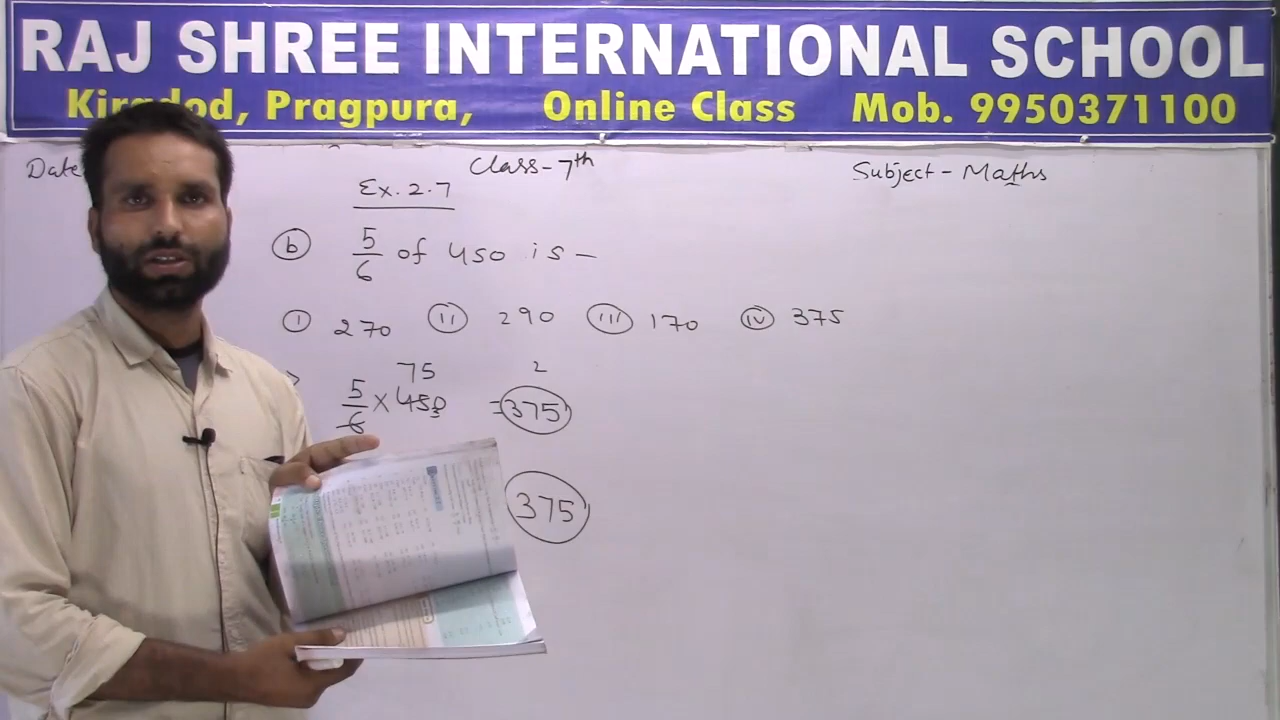 RAJ SHREE INTERNATIONAL SCHOOL
Pragpura, Online Class Mob. 9950371100
Date Class-7th Subject - Maths
Ex. 2.7
(b) 5/6 of 450 is —
(i) 270 (ii) 290 (iii) 170 (iv) 375
75 2
5/6 × 450 = 375
375